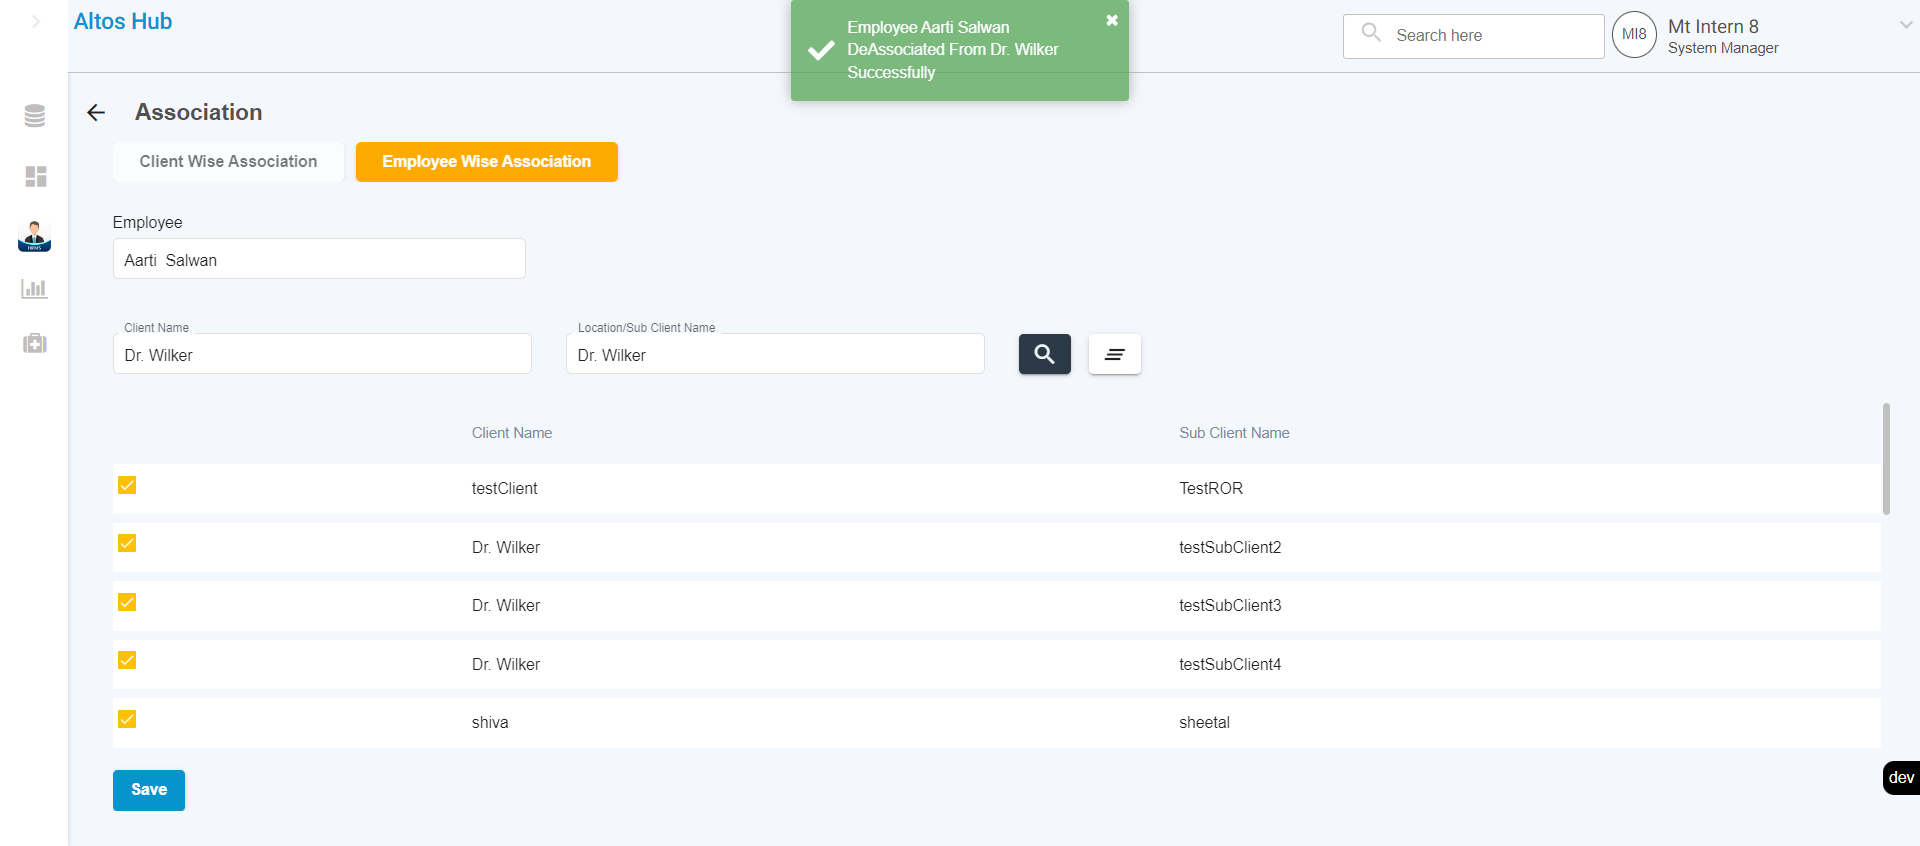 Altos Hub
Employee Aarti Salwan
DeAssociated From Dr. Wilker
Successfully
Search here
MI8
Mt Intern 8
System Manager
Association
Client Wise Association
Employee Wise Association
Employee
Aarti  Salwan
Client Name
Dr. Wilker
Location/Sub Client Name
Dr. Wilker
Client Name
Sub Client Name
testClient
TestROR
Dr. Wilker
testSubClient2
Dr. Wilker
testSubClient3
Dr. Wilker
testSubClient4
shiva
sheetal
Save
dev
HRMS